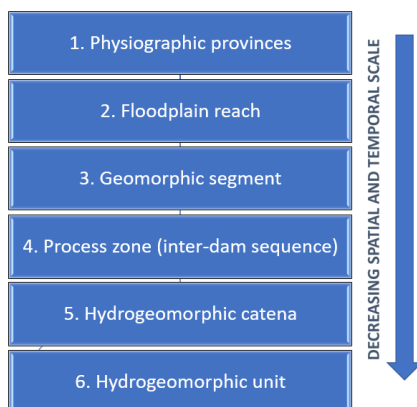 1. Physiographic provinces
2. Floodplain reach
3. Geomorphic segment
4. Process zone (inter-dam sequence)
5. Hydrogeomorphic catena
6. Hydrogeomorphic unit
DECREASING SPATIAL AND TEMPORAL SCALE